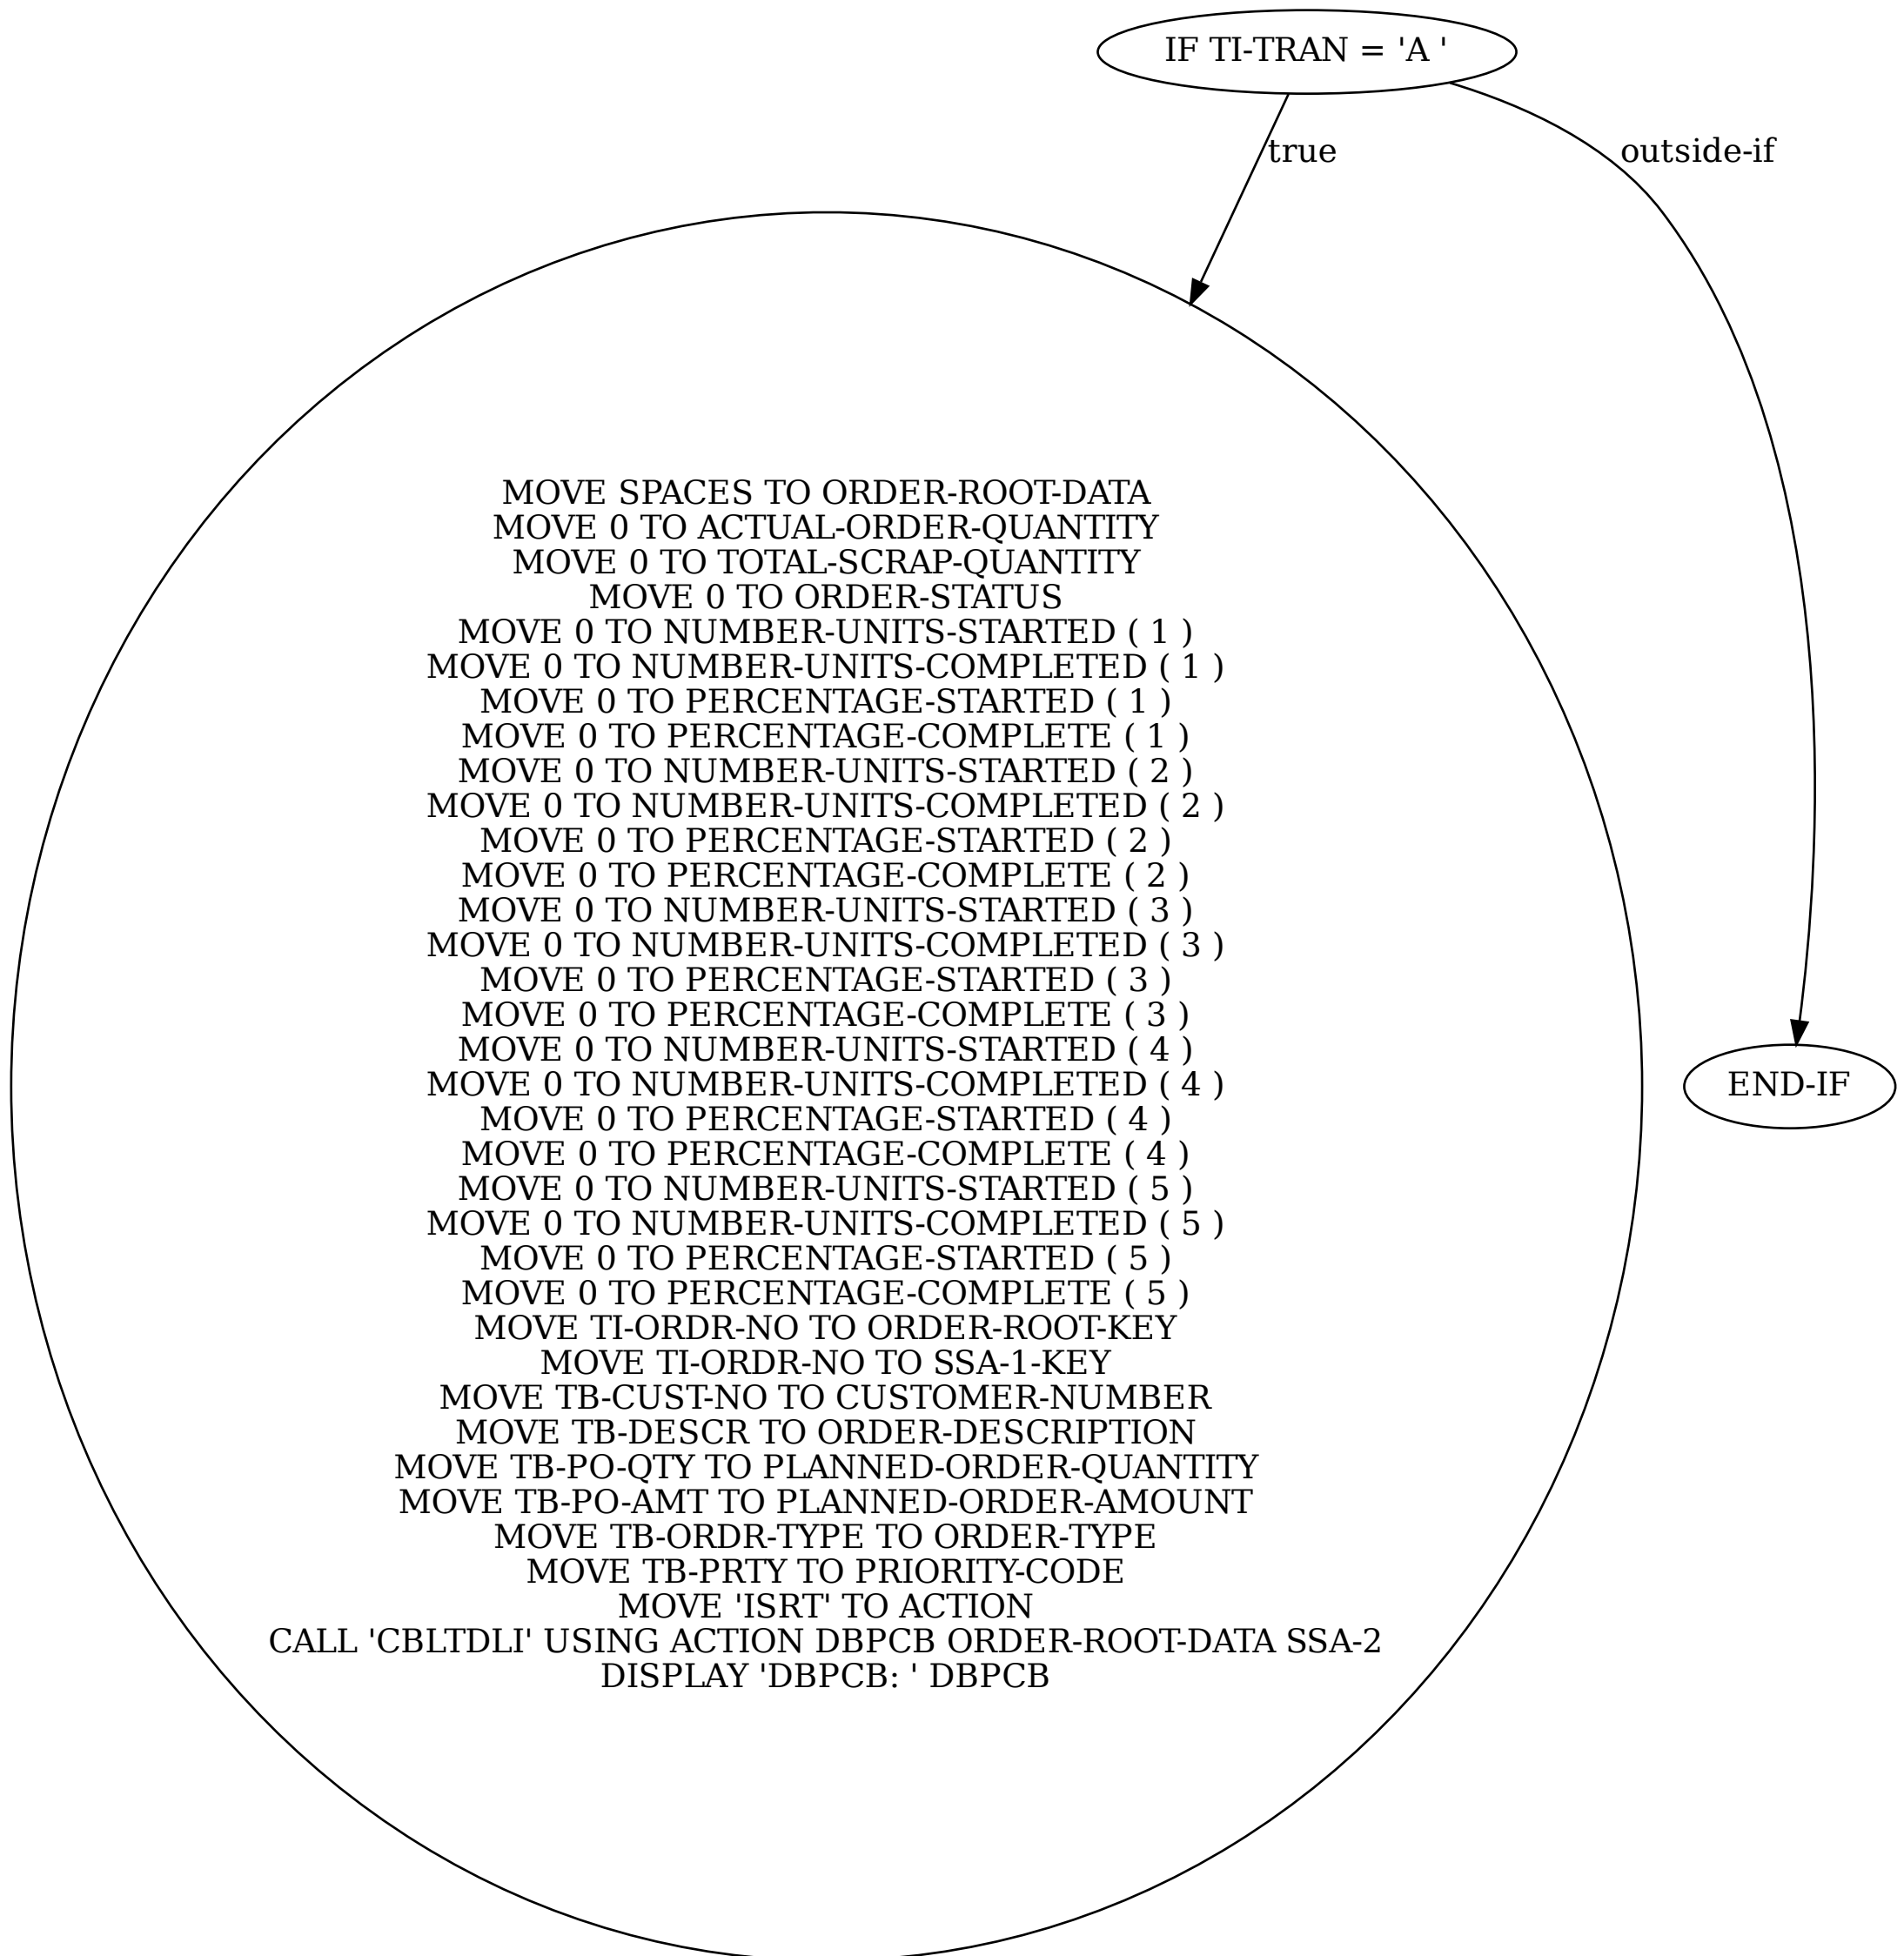 IF TI-TRAN = 'A '
true
outside-if
MOVE SPACES TO ORDER-ROOT-DATA
MOVE 0 TO ACTUAL-ORDER-QUANTITY
MOVE 0 TO TOTAL-SCRAP-QUANTITY
MOVE 0 TO ORDER-STATUS
MOVE 0 TO NUMBER-UNITS-STARTED ( 1 )
MOVE 0 TO NUMBER-UNITS-COMPLETED ( 1 )
MOVE 0 TO PERCENTAGE-STARTED ( 1 )
MOVE 0 TO PERCENTAGE-COMPLETE ( 1 )
MOVE 0 TO NUMBER-UNITS-STARTED ( 2 )
MOVE 0 TO NUMBER-UNITS-COMPLETED ( 2 )
MOVE 0 TO PERCENTAGE-STARTED ( 2 )
MOVE 0 TO PERCENTAGE-COMPLETE ( 2 )
MOVE 0 TO NUMBER-UNITS-STARTED ( 3 )
MOVE 0 TO NUMBER-UNITS-COMPLETED ( 3 )
MOVE 0 TO PERCENTAGE-STARTED ( 3 )
MOVE 0 TO PERCENTAGE-COMPLETE ( 3 )
MOVE 0 TO NUMBER-UNITS-STARTED ( 4 )
MOVE 0 TO NUMBER-UNITS-COMPLETED ( 4 )
MOVE 0 TO PERCENTAGE-STARTED ( 4 )
MOVE 0 TO PERCENTAGE-COMPLETE ( 4 )
MOVE 0 TO NUMBER-UNITS-STARTED ( 5 )
MOVE 0 TO NUMBER-UNITS-COMPLETED ( 5 )
MOVE 0 TO PERCENTAGE-STARTED ( 5 )
MOVE 0 TO PERCENTAGE-COMPLETE ( 5 )
MOVE TI-ORDR-NO TO ORDER-ROOT-KEY
MOVE TI-ORDR-NO TO SSA-1-KEY
MOVE TB-CUST-NO TO CUSTOMER-NUMBER
MOVE TB-DESCR TO ORDER-DESCRIPTION
MOVE TB-PO-QTY TO PLANNED-ORDER-QUANTITY
MOVE TB-PO-AMT TO PLANNED-ORDER-AMOUNT
MOVE TB-ORDR-TYPE TO ORDER-TYPE
MOVE TB-PRTY TO PRIORITY-CODE
MOVE 'ISRT' TO ACTION
CALL 'CBLTDLI' USING ACTION DBPCB ORDER-ROOT-DATA SSA-2
DISPLAY 'DBPCB: ' DBPCB
END-IF